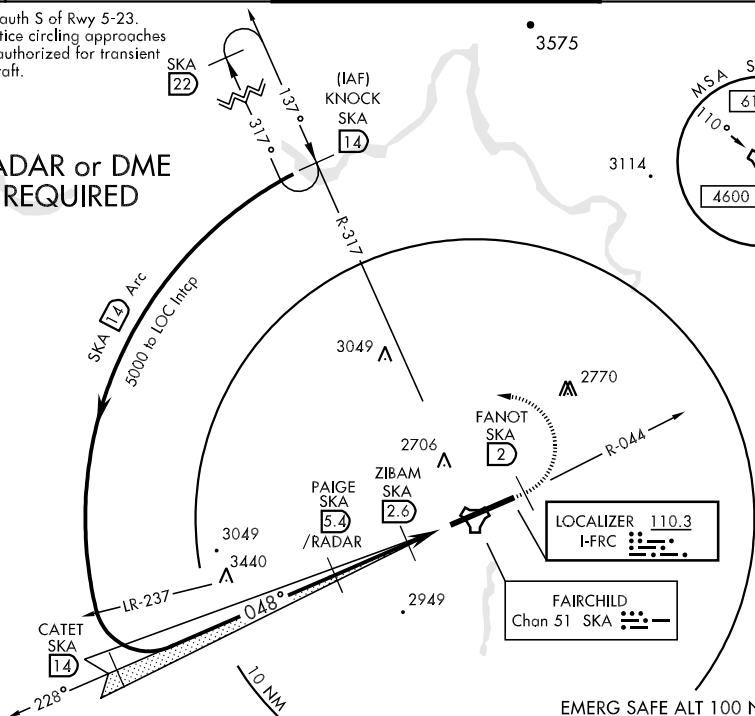 auth S of Rwy 5-23.
tice circling approaches
authorized for transient
aft.
SKA
22
137°
317°
(IAF)
KNOCK
SKA
14
3575
MSA S
61
110°
4600
3114
ADAR or DME
REQUIRED
R-317
SKA 14 Arc
5000 to LOC Intcp
3049
2770
FANOT
SKA
2
R-044
2706
ZIBAM
SKA
2.6
PAIGE
SKA
5.4
/RADAR
3049
3440
LR-237
048°
LOCALIZER 110.3
I-FRC
FAIRCHILD
Chan 51 SKA
2949
CATET
SKA
14
228°
10 NM
EMERG SAFE ALT 100 N